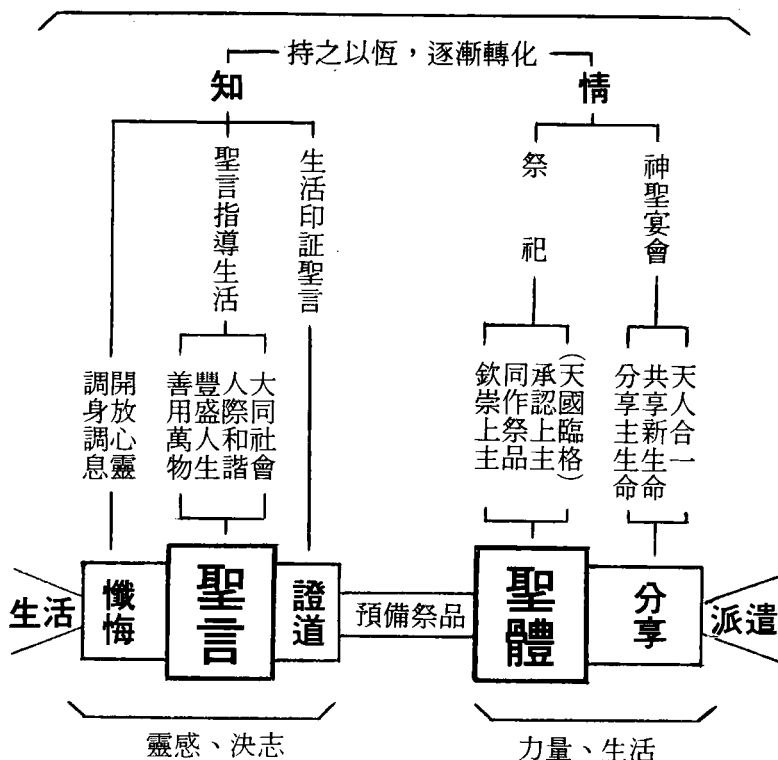 持之以恆，逐漸轉化
知
情
生活印証聖言
聖言指導生活
神聖宴會
祭祀
大同社會
人際和諧
豐盛人生
善用萬物
開放心靈
調身調息
天人合一
共享新生命
分享主生命
(天國臨格)
承認上主
同作祭品
欽崇上主
生活
懺悔
聖言
證道
預備祭品
聖體
分享
派遣
靈感、決志
力量、生活